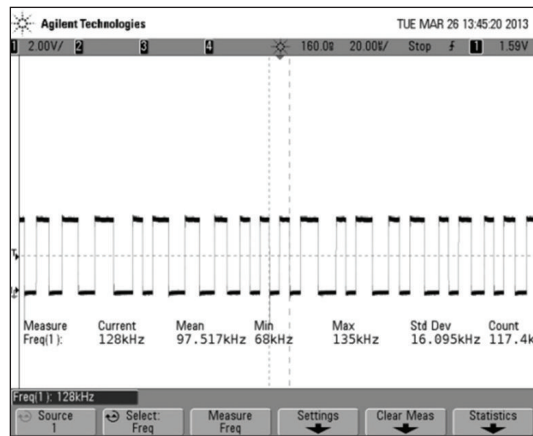 Agilent Technologies TUE MAR 26 13:45:20 2013
1 2.00V/ 2 3 4 160.0s 20.00s/ Stop 1 1.59V
Measure Current Mean Min Max Std Dev Count
Freq(1): 128kHz 97.517kHz 68kHz 135kHz 16.095kHz 117.4k
Freq(1): 128kHz
Source Select: Measure Settings Clear Meas Statistics
1 Freq Freq